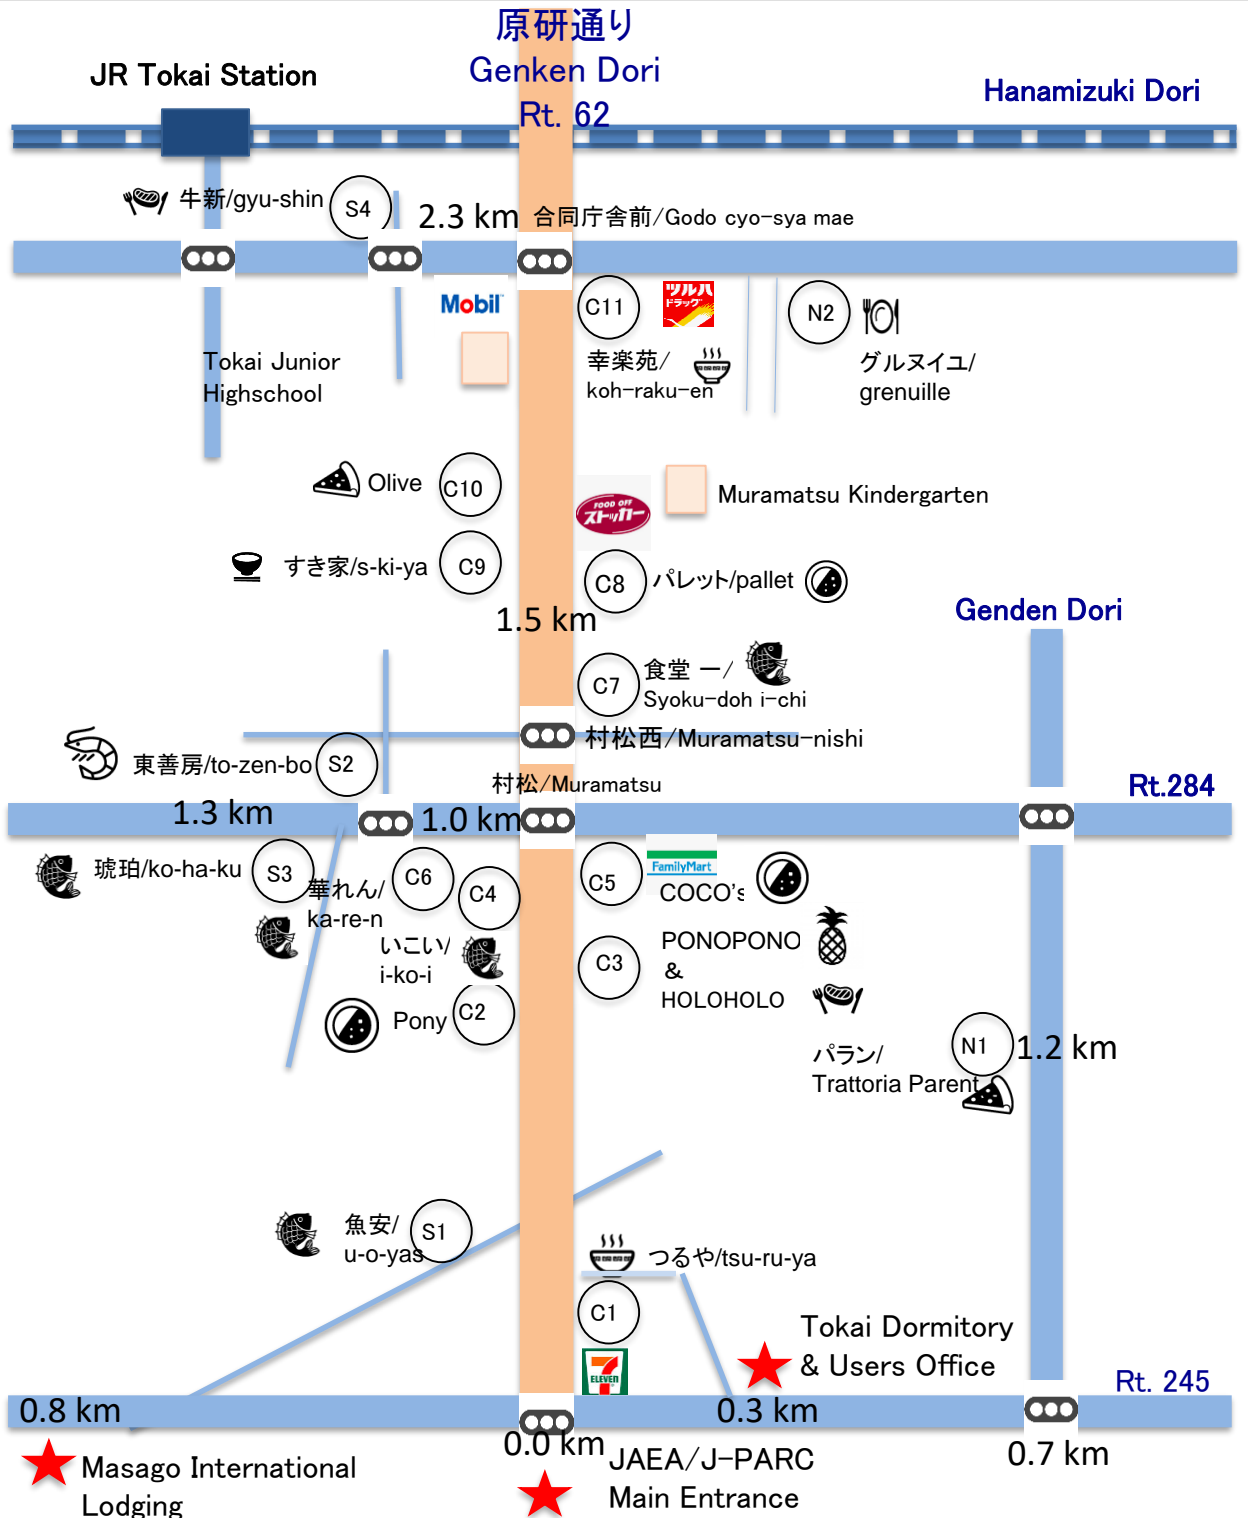 原研通り
Genken Dori
Rt. 62
JR Tokai Station
Hanamizuki Dori
牛新/gyu-shin
S4
2.3 km
合同庁舎前/Godo cyo-sya mae
Mobil
C11
ツルハ
ドラッグ
N2
Tokai Junior
Highschool
幸楽苑/
koh-raku-en
グルヌイユ/
grenuille
Olive
C10
FOOD OFF
ストッカー
Muramatsu Kindergarten
すき家/s-ki-ya
C9
C8
パレット/pallet
1.5 km
Genden Dori
C7
食堂 一/
Syoku-doh i-chi
村松西/Muramatsu-nishi
東善房/to-zen-bo
S2
村松/Muramatsu
Rt.284
1.3 km
1.0 km
琥珀/ko-ha-ku
S3
華れん/
ka-re-n
C6
C4
C5
FamilyMart
COCO's
いこい/
i-ko-i
C3
PONOPONO
&
HOLOHOLO
Pony
C2
パラン/
Trattoria Parent
N1
1.2 km
魚安/
u-o-yas
S1
つるや/tsu-ru-ya
C1
7
ELEVEN
Tokai Dormitory
& Users Office
Rt. 245
0.8 km
0.3 km
0.0 km
0.7 km
Masago International
Lodging
JAEA/J-PARC
Main Entrance